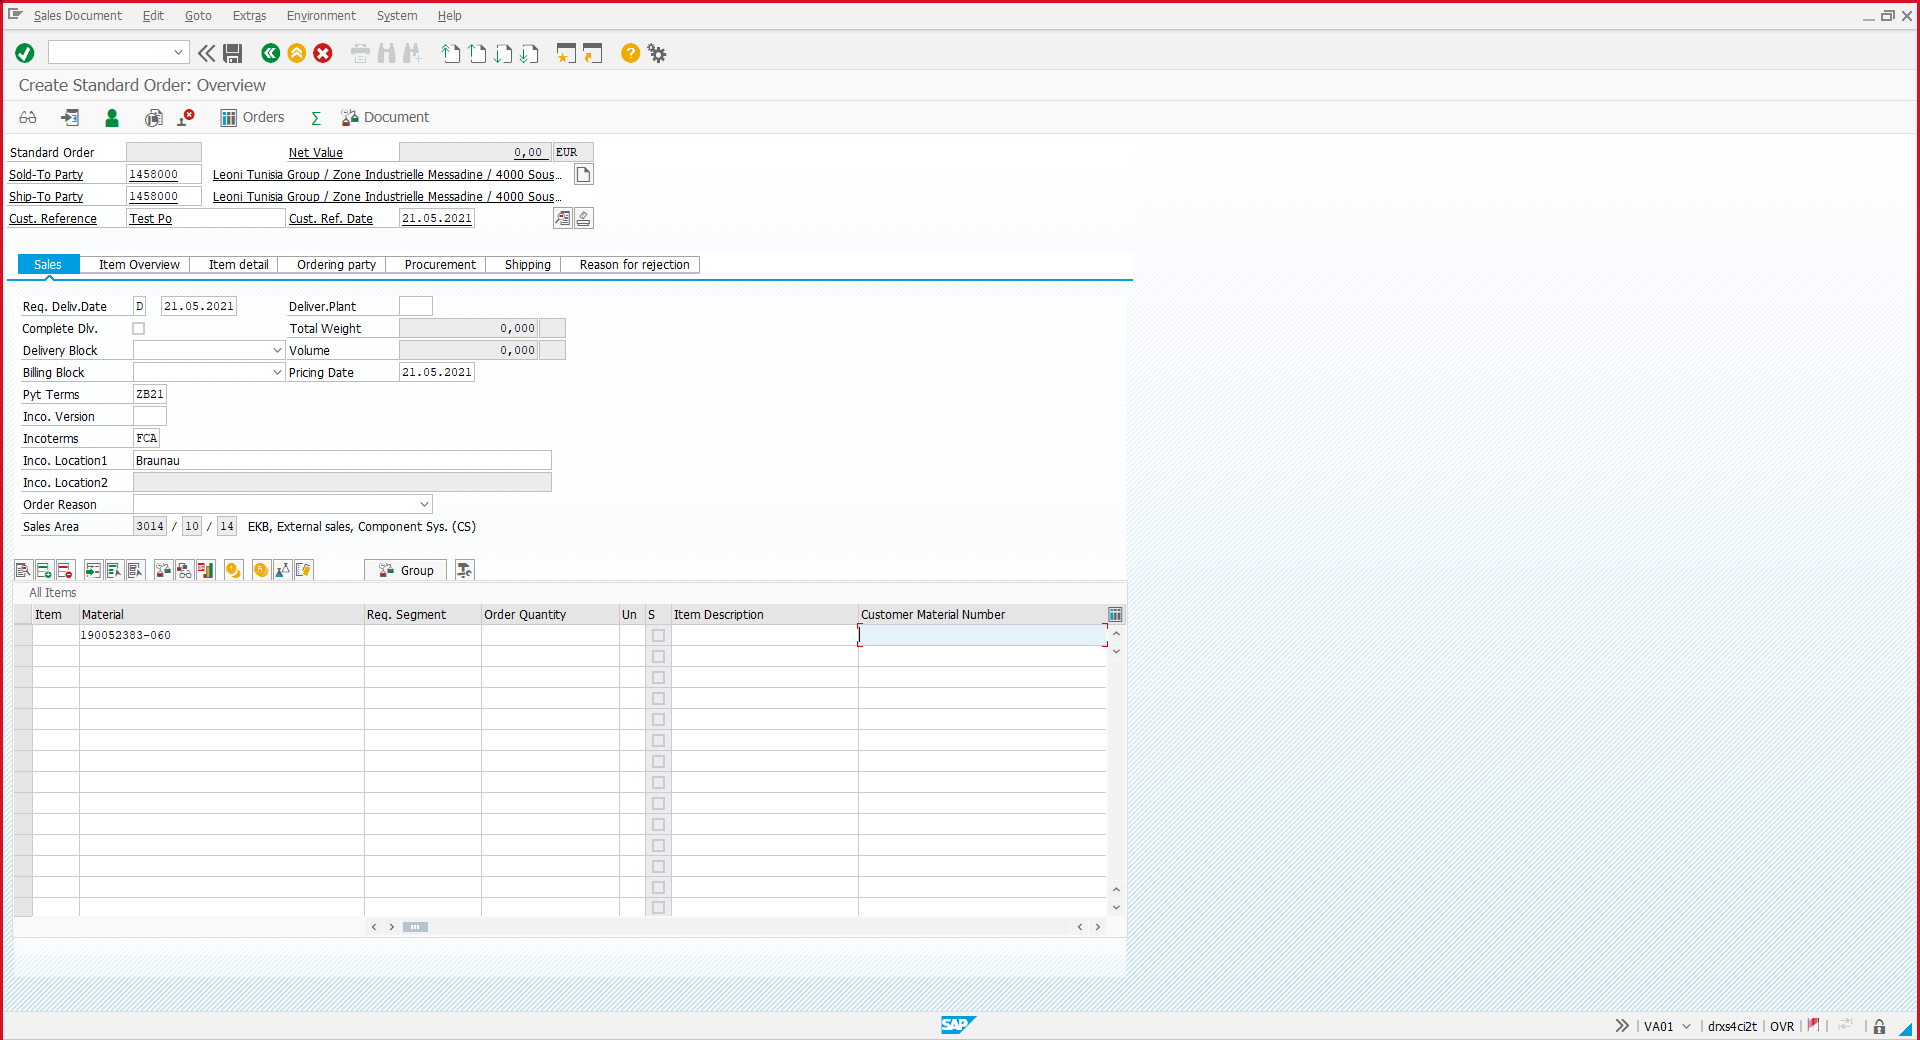 Sales Document Edit Goto Extras Environment System Help
Create Standard Order: Overview
Orders Σ Document
Standard Order Net Value 0,00 EUR
Sold-To Party 1458000 Leoni Tunisia Group / Zone Industrielle Messadine / 4000 Sous...
Ship-To Party 1458000 Leoni Tunisia Group / Zone Industrielle Messadine / 4000 Sous...
Cust. Reference Test Po Cust. Ref. Date 21.05.2021
Sales Item Overview Item detail Ordering party Procurement Shipping Reason for rejection
Req. Deliv.Date D 21.05.2021 Deliver.Plant
Complete Dlv. Total Weight 0,000
Delivery Block Volume 0,000
Billing Block Pricing Date 21.05.2021
Pyt Terms ZB21
Inco. Version
Incoterms FCA
Inco. Location1 Braunau
Inco. Location2
Order Reason
Sales Area 3014 / 10 / 14 EKB, External sales, Component Sys. (CS)
Group
All Items
Item Material Req. Segment Order Quantity Un S Item Description Customer Material Number
190052383-060
SAP VA01 drxs4ci2t OVR